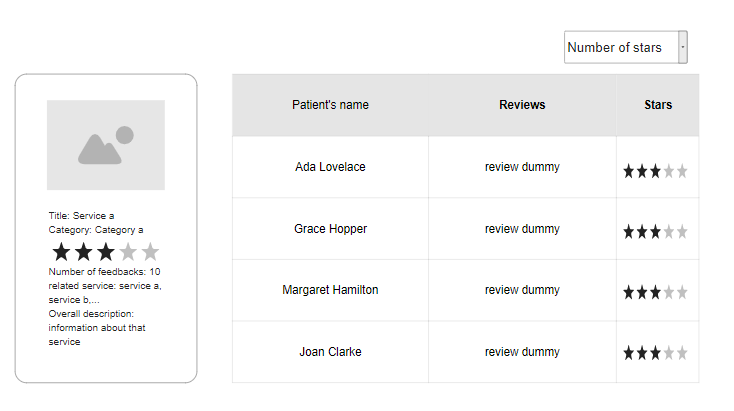 Number of stars
Title: Service a
Category: Category a
Number of feedbacks: 10
related service: service a,
service b,...
Overall description:
information about that
service
Patient's name Reviews Stars
Ada Lovelace review dummy
Grace Hopper review dummy
Margaret Hamilton review dummy
Joan Clarke review dummy